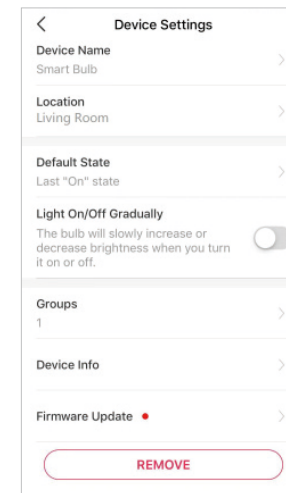 Device Settings
Device Name
Smart Bulb
Location
Living Room
Default State
Last "On" state
Light On/Off Gradually
The bulb will slowly increase or
decrease brightness when you turn
it on or off.
Groups
1
Device Info
Firmware Update
REMOVE